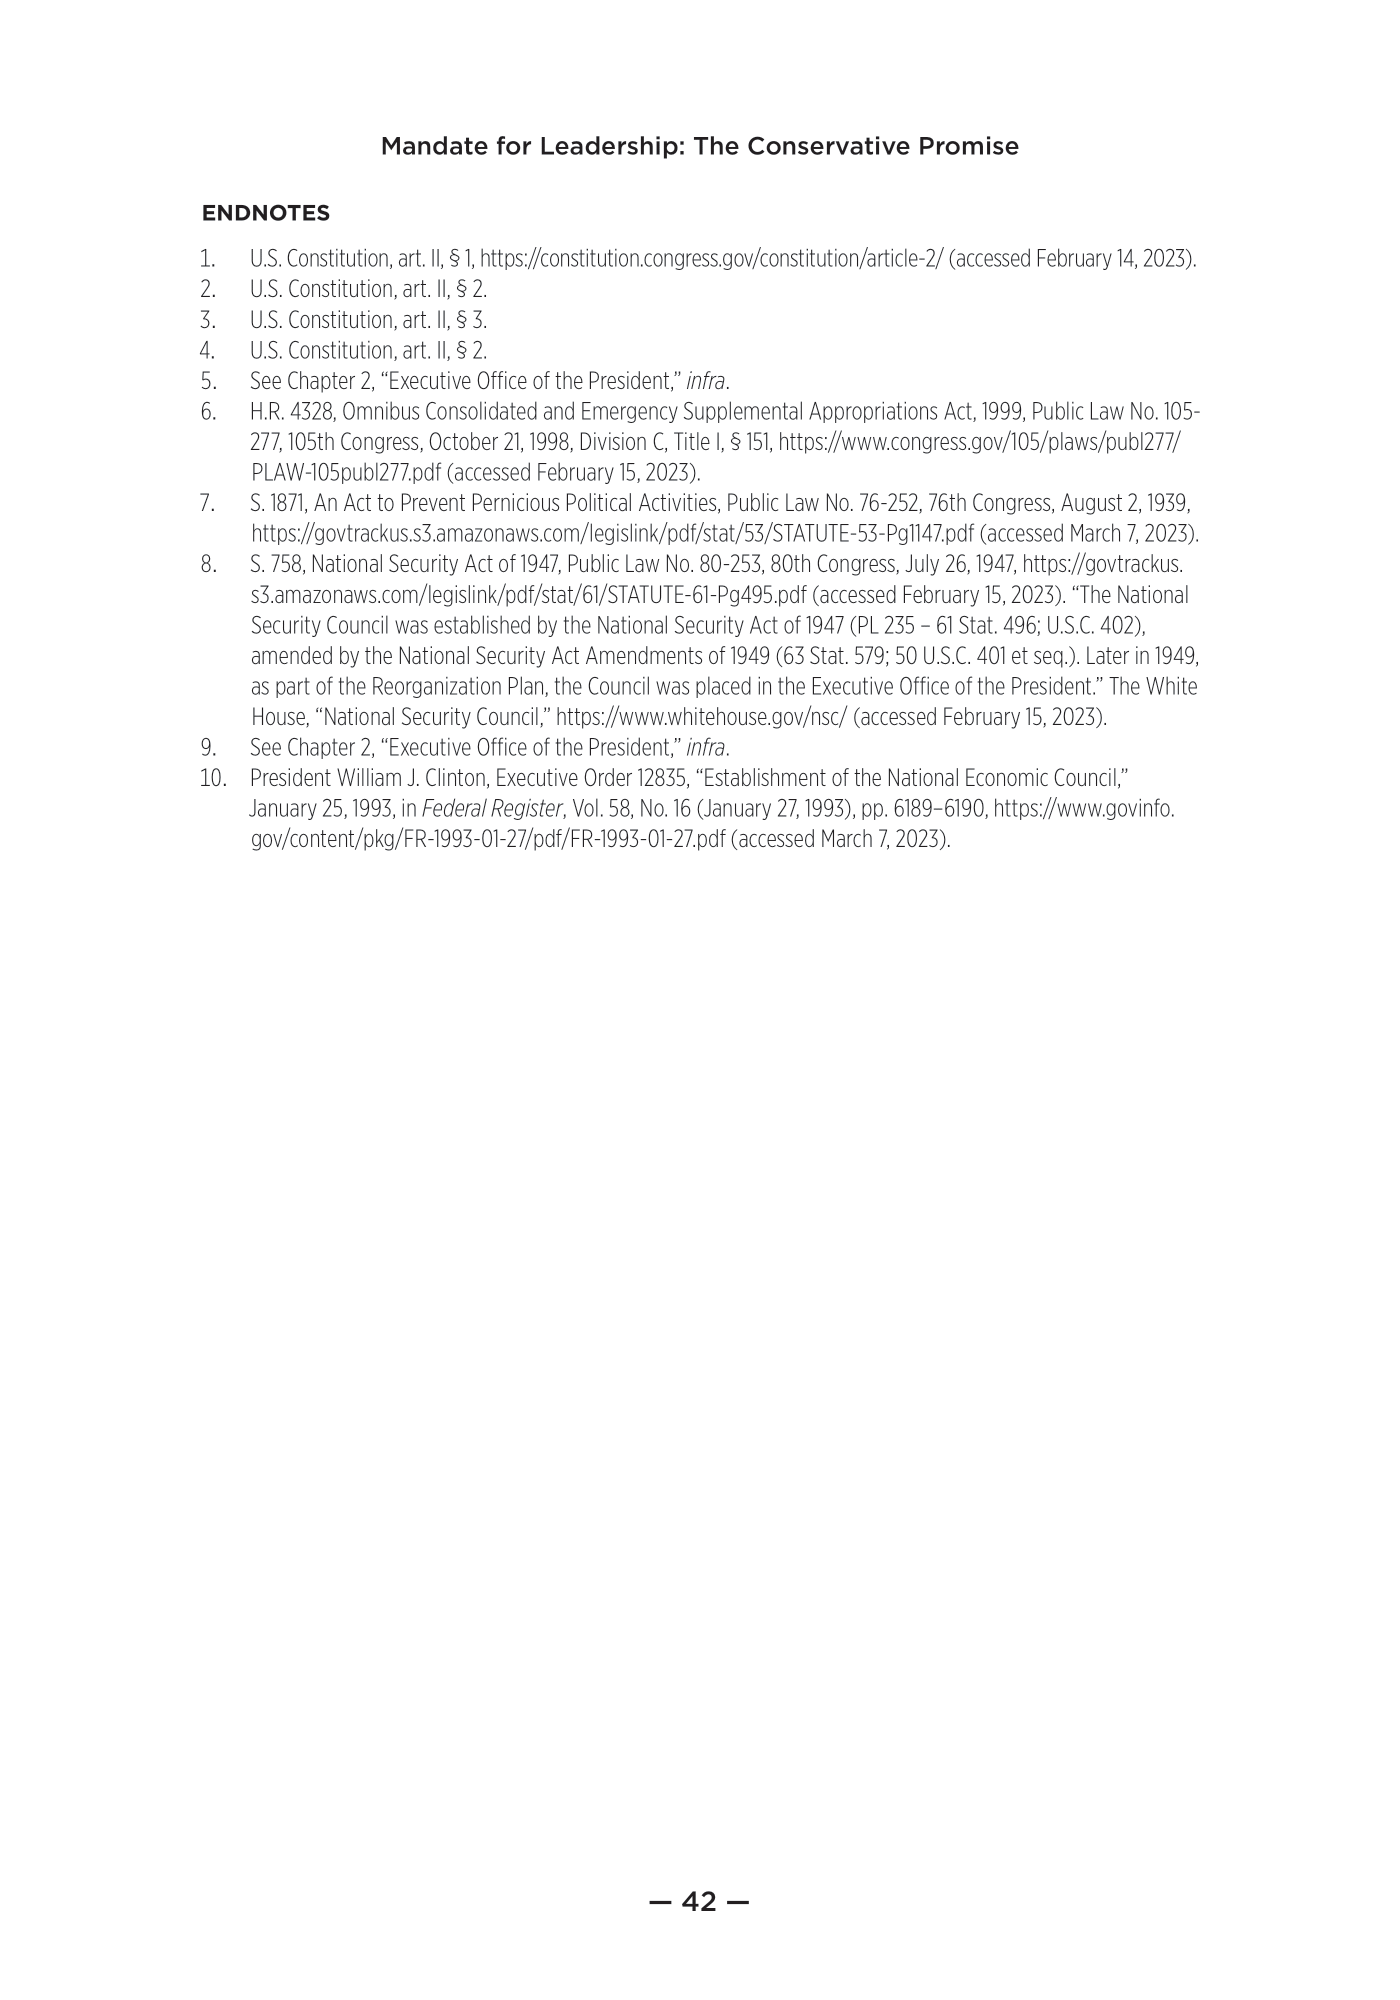 Mandate for Leadership: The Conservative Promise
ENDNOTES
1. U.S. Constitution, art. II, § 1, https://constitution.congress.gov/constitution/article-2/ (accessed February 14, 2023).
2. U.S. Constitution, art. II, § 2.
3. U.S. Constitution, art. II, § 3.
4. U.S. Constitution, art. II, § 2.
5. See Chapter 2, “Executive Office of the President,” infra.
6. H.R. 4328, Omnibus Consolidated and Emergency Supplemental Appropriations Act, 1999, Public Law No. 105-
277, 105th Congress, October 21, 1998, Division C, Title I, § 151, https://www.congress.gov/105/plaws/publ277/
PLAW-105publ277.pdf (accessed February 15, 2023).
7. S. 1871, An Act to Prevent Pernicious Political Activities, Public Law No. 76-252, 76th Congress, August 2, 1939,
https://govtrackus.s3.amazonaws.com/legislink/pdf/stat/53/STATUTE-53-Pg1147.pdf (accessed March 7, 2023).
8. S. 758, National Security Act of 1947, Public Law No. 80-253, 80th Congress, July 26, 1947, https://govtrackus.
s3.amazonaws.com/legislink/pdf/stat/61/STATUTE-61-Pg495.pdf (accessed February 15, 2023). “The National
Security Council was established by the National Security Act of 1947 (PL 235 – 61 Stat. 496; U.S.C. 402),
amended by the National Security Act Amendments of 1949 (63 Stat. 579; 50 U.S.C. 401 et seq.). Later in 1949,
as part of the Reorganization Plan, the Council was placed in the Executive Office of the President.” The White
House, “National Security Council,” https://www.whitehouse.gov/nsc/ (accessed February 15, 2023).
9. See Chapter 2, “Executive Office of the President,” infra.
10. President William J. Clinton, Executive Order 12835, “Establishment of the National Economic Council,”
January 25, 1993, in Federal Register, Vol. 58, No. 16 (January 27, 1993), pp. 6189–6190, https://www.govinfo.
gov/content/pkg/FR-1993-01-27/pdf/FR-1993-01-27.pdf (accessed March 7, 2023).
— 42 —